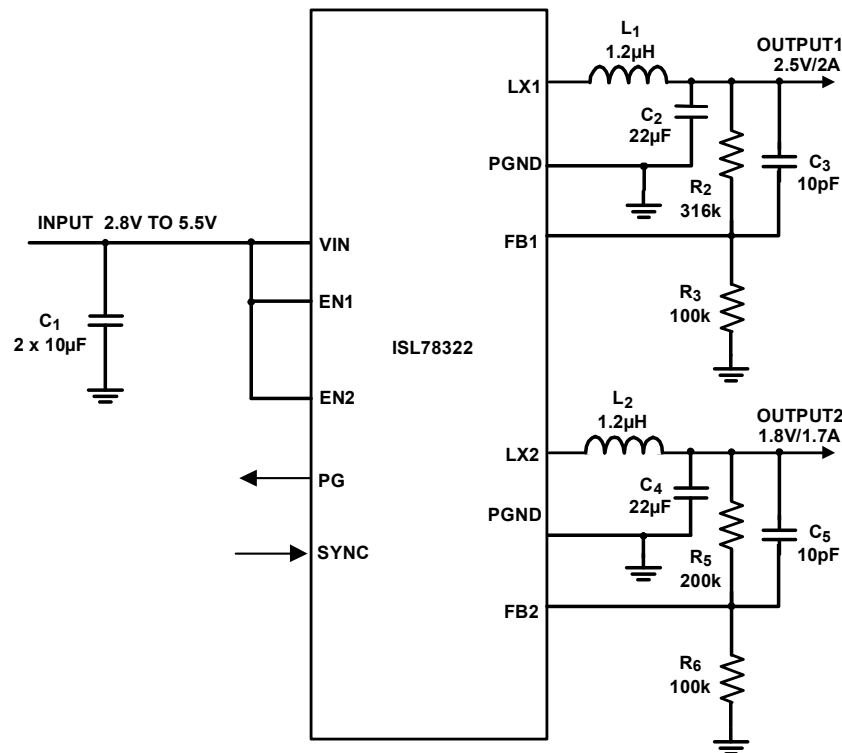 INPUT 2.8V TO 5.5V
C1
2 x 10µF
VIN
EN1
EN2
PG
SYNC
ISL78322
LX1
PGND
FB1
L1
1.2µH
C2
22µF
R2
316k
C3
10pF
R3
100k
OUTPUT1
2.5V/2A
LX2
PGND
FB2
L2
1.2µH
C4
22µF
R5
200k
C5
10pF
R6
100k
OUTPUT2
1.8V/1.7A